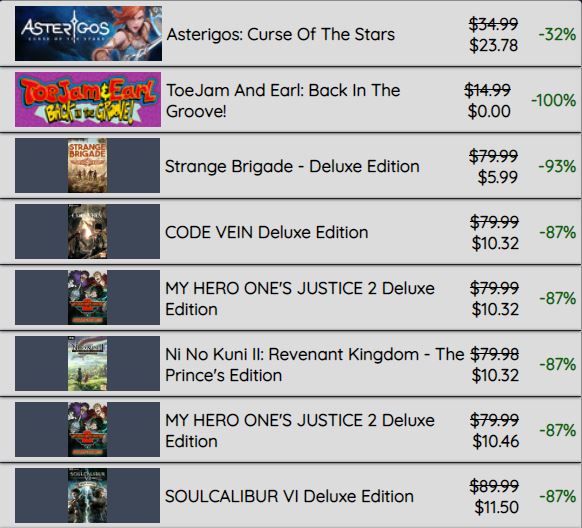 ASTERIGOS
CURSE OF THE STARS
Asterigos: Curse Of The Stars
$34.99
$23.78
-32%
ToeJam & Earl
BACK IN THE GROOVE!
ToeJam And Earl: Back In The
Groove!
$14.99
$0.00
-100%
STRANGE
BRIGADE
Strange Brigade - Deluxe Edition
$79.99
$5.99
-93%
CODE VEIN Deluxe Edition
$79.99
$10.32
-87%
MY HERO ONE'S JUSTICE 2 Deluxe
Edition
$79.99
$10.32
-87%
Ni No Kuni II: Revenant Kingdom - The
Prince's Edition
$79.98
$10.32
-87%
MY HERO ONE'S JUSTICE 2 Deluxe
Edition
$79.99
$10.46
-87%
SOULCALIBUR
SOULCALIBUR VI Deluxe Edition
$89.99
$11.50
-87%